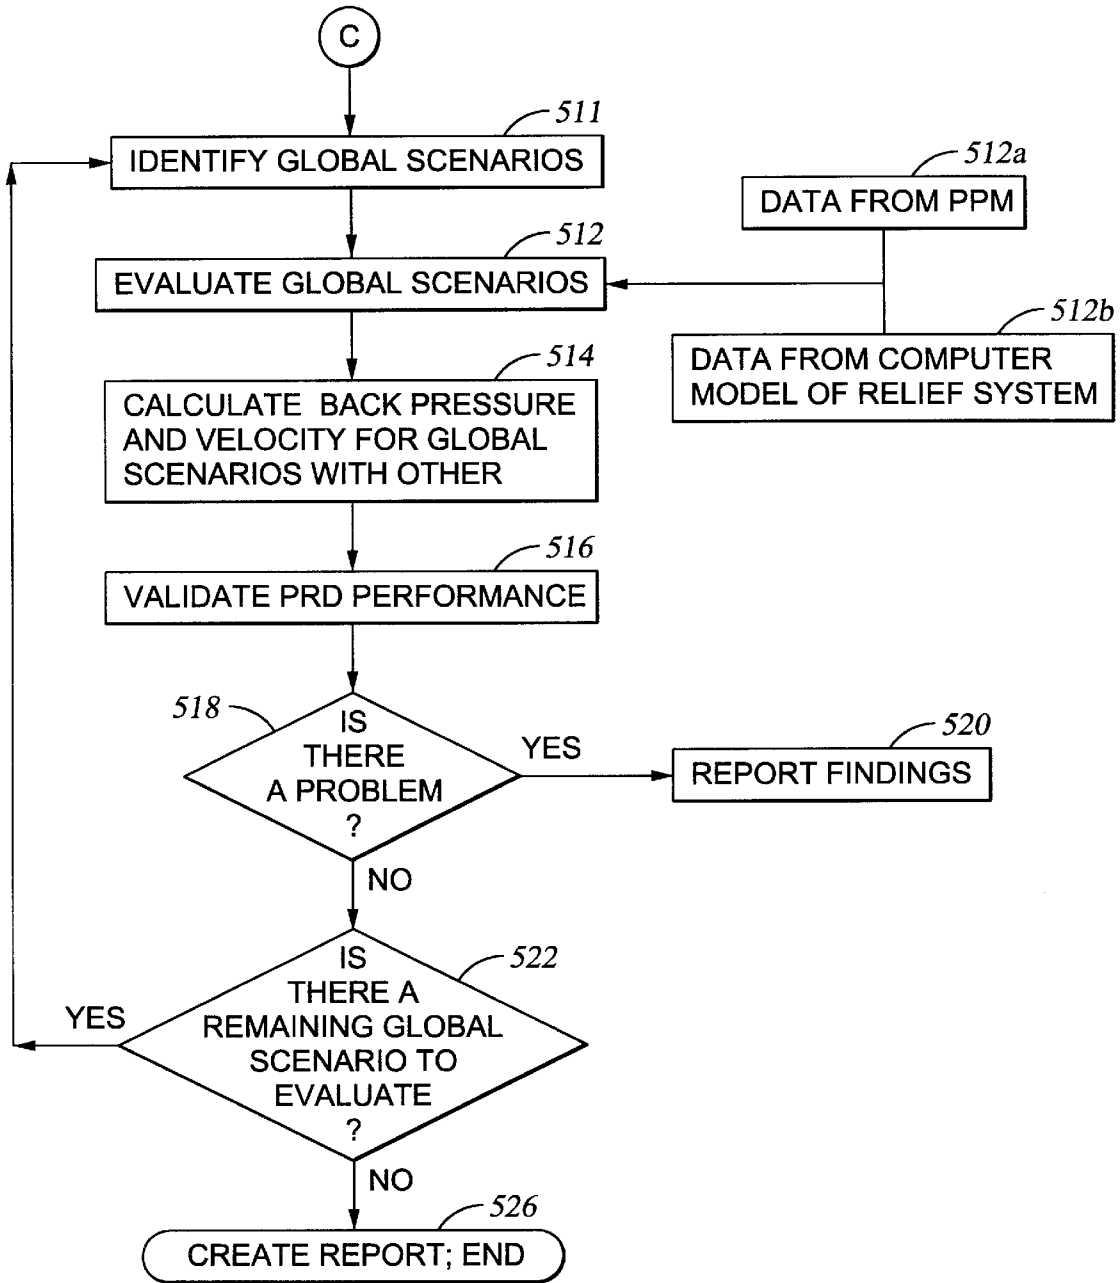 C
511
IDENTIFY GLOBAL SCENARIOS
512a
DATA FROM PPM
512
EVALUATE GLOBAL SCENARIOS
512b
DATA FROM COMPUTER
MODEL OF RELIEF SYSTEM
514
CALCULATE BACK PRESSURE
AND VELOCITY FOR GLOBAL
SCENARIOS WITH OTHER
516
VALIDATE PRD PERFORMANCE
518
IS
THERE
A PROBLEM
?
YES
520
REPORT FINDINGS
NO
522
IS
THERE A
REMAINING GLOBAL
SCENARIO TO
EVALUATE
?
YES
NO
526
CREATE REPORT; END